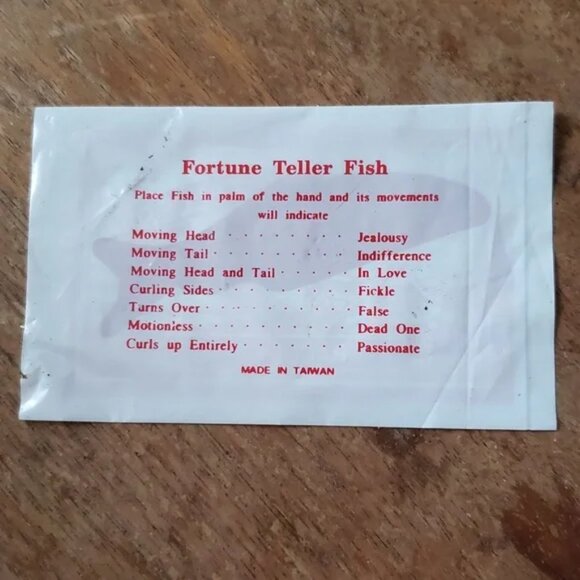 Fortune Teller Fish
Place Fish in palm of the hand and its movements
will indicate
Moving Head · · · · · · · · Jealousy
Moving Tail · · · · · · · · Indifference
Moving Head and Tail · · · · · In Love
Curling Sides · · · · · · · · Fickle
Turns Over · · · · · · · · · False
Motionless · · · · · · · · · Dead One
Curls up Entirely · · · · · · · Passionate
MADE IN TAIWAN